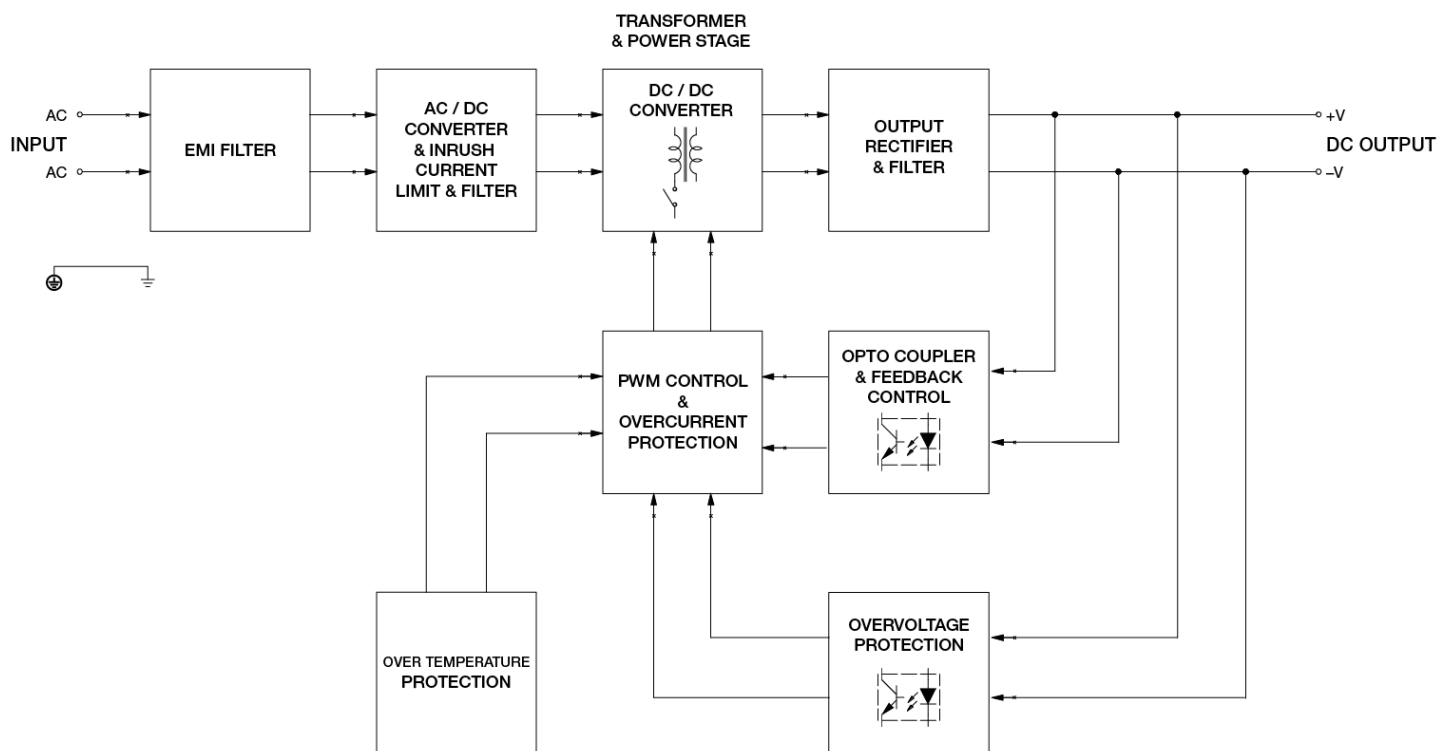 TRANSFORMER
& POWER STAGE
AC
INPUT
AC
EMI FILTER
AC / DC
CONVERTER
& INRUSH
CURRENT
LIMIT & FILTER
DC / DC
CONVERTER
OUTPUT
RECTIFIER
& FILTER
+V
DC OUTPUT
–V
PWM CONTROL
&
OVERCURRENT
PROTECTION
OPTO COUPLER
& FEEDBACK
CONTROL
OVER TEMPERATURE
PROTECTION
OVERVOLTAGE
PROTECTION